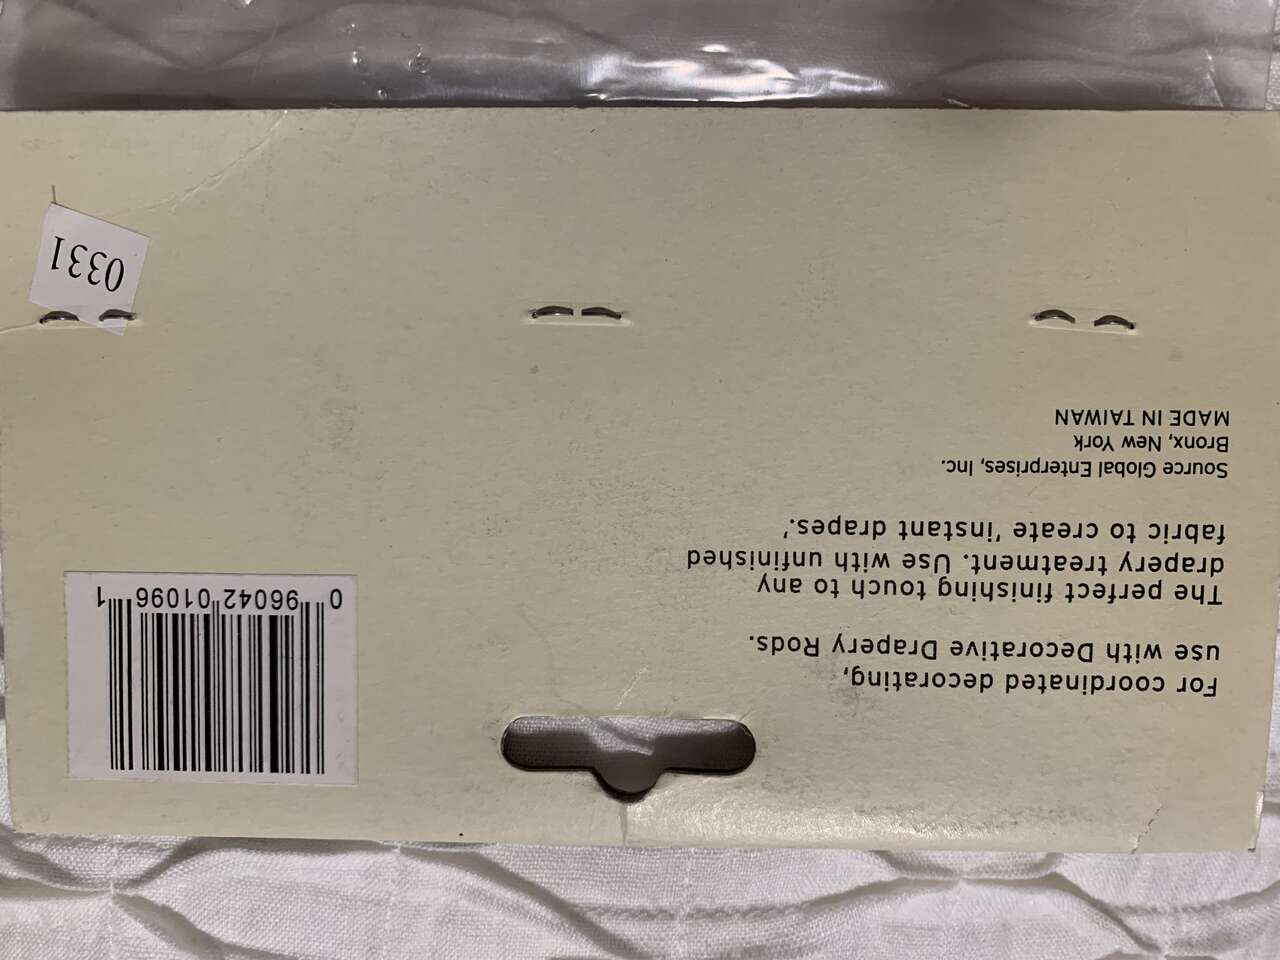 For coordinated decorating,
use with Decorative Drapery Rods.
The perfect finishing touch to any
drapery treatment. Use with unfinished
fabric to create 'instant drapes.'
Source Global Enterprises, Inc.
Bronx, New York
MADE IN TAIWAN
0 96042 01096 1
0331